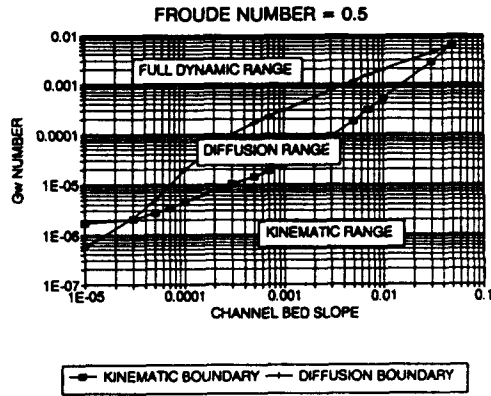 FROUDE NUMBER = 0.5
0.01
0.001
0.0001
1E-05
1E-06
1E-07
Gw NUMBER
FULL DYNAMIC RANGE
DIFFUSION RANGE
KINEMATIC RANGE
1E-05
0.0001
0.001
0.01
0.1
CHANNEL BED SLOPE
KINEMATIC BOUNDARY
DIFFUSION BOUNDARY